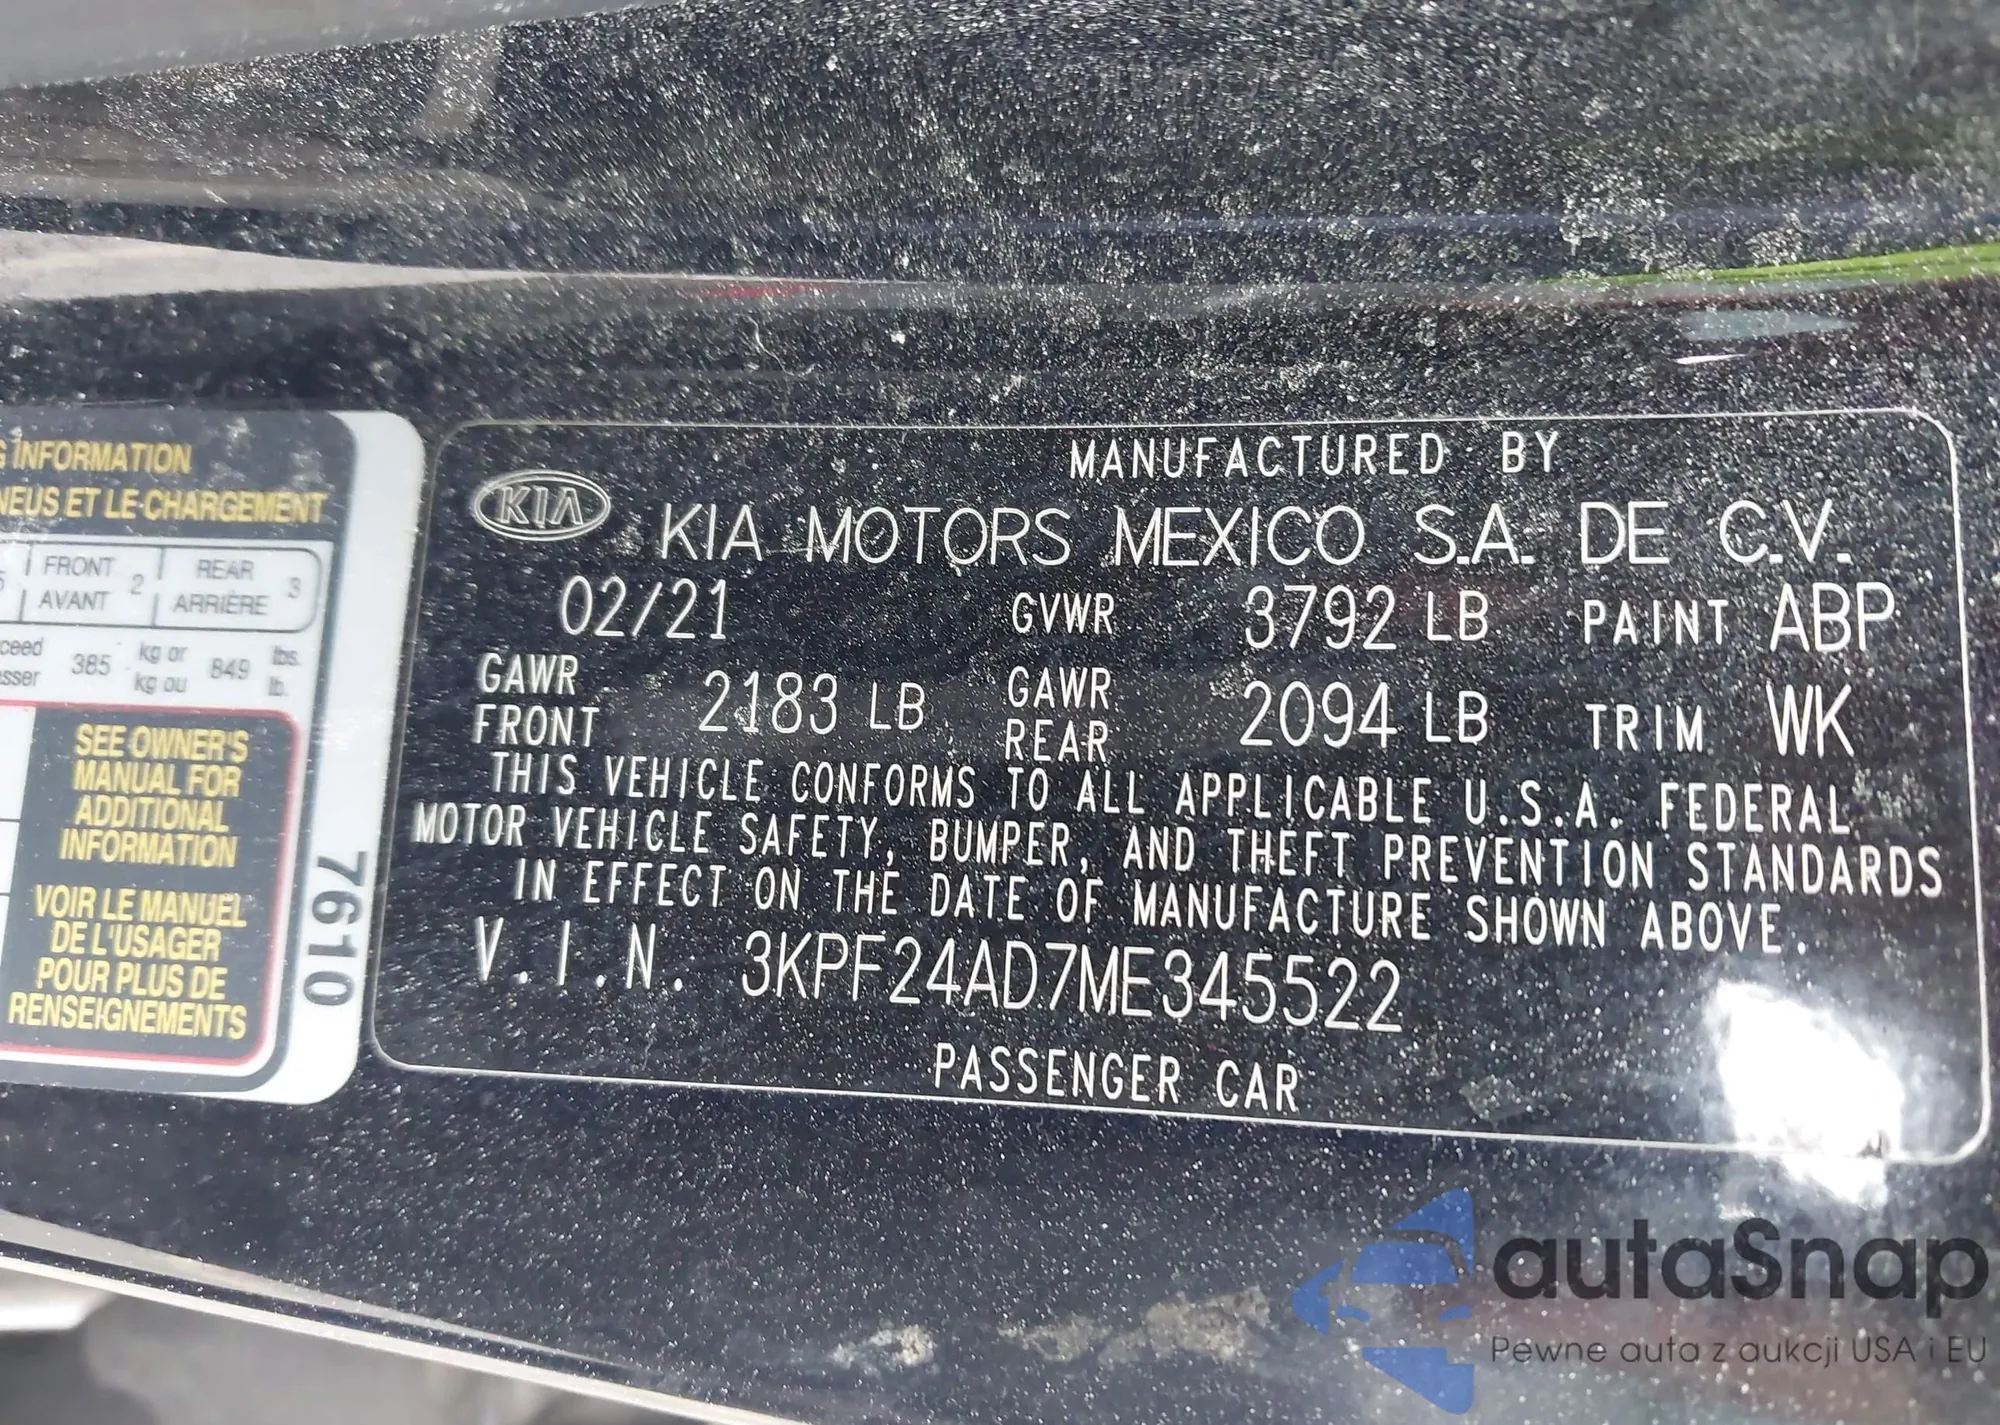 G INFORMATION
NEUS ET LE CHARGEMENT
5 FRONT 2 REAR 3
AVANT ARRIÈRE
385 kg or 849 lbs.
kg ou lb.
SEE OWNER'S
MANUAL FOR
ADDITIONAL
INFORMATION
VOIR LE MANUEL
DE L'USAGER
POUR PLUS DE
RENSEIGNEMENTS
7610
MANUFACTURED BY
KIA KIA MOTORS MEXICO S.A. DE C.V.
02/21 GVWR 3792 LB PAINT ABP
GAWR FRONT 2183 LB GAWR REAR 2094 LB TRIM WK
THIS VEHICLE CONFORMS TO ALL APPLICABLE U.S.A. FEDERAL
MOTOR VEHICLE SAFETY, BUMPER, AND THEFT PREVENTION STANDARDS
IN EFFECT ON THE DATE OF MANUFACTURE SHOWN ABOVE.
V.I.N. 3KPF24AD7ME345522
PASSENGER CAR
autaSnap
Pewne auta z aukcji USA i EU